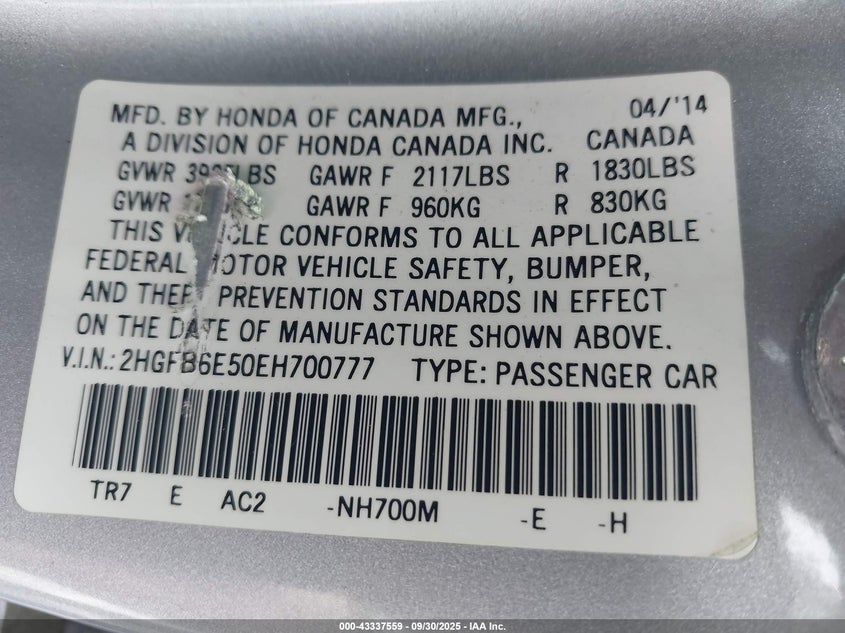 MFD. BY HONDA OF CANADA MFG., 04/'14
A DIVISION OF HONDA CANADA INC. CANADA
GVWR GAWR F 2117LBS R 1830LBS
GVWR GAWR F 960KG R 830KG
THIS VEHICLE CONFORMS TO ALL APPLICABLE
FEDERAL MOTOR VEHICLE SAFETY, BUMPER,
AND THEFT PREVENTION STANDARDS IN EFFECT
ON THE DATE OF MANUFACTURE SHOWN ABOVE.
V.I.N.: 2HGFB6E50EH700777 TYPE: PASSENGER CAR
TR7 E AC2 -NH700M -E -H
000-43337559 — 09/30/2025 — IAA Inc.